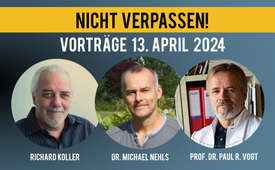 NICHT VERPASSEN!
VORTRÄGE 13. APRIL 2024
RICHARD KOLLER
DR. MICHAEL NEHLS
PROF. DR. PAUL R. VOGT